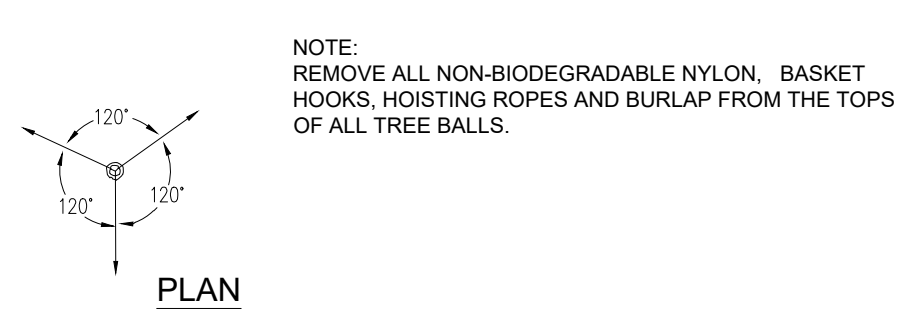 NOTE:
REMOVE ALL NON-BIODEGRADABLE NYLON, BASKET
HOOKS, HOISTING ROPES AND BURLAP FROM THE TOPS
OF ALL TREE BALLS.
120°
120°
120°
PLAN